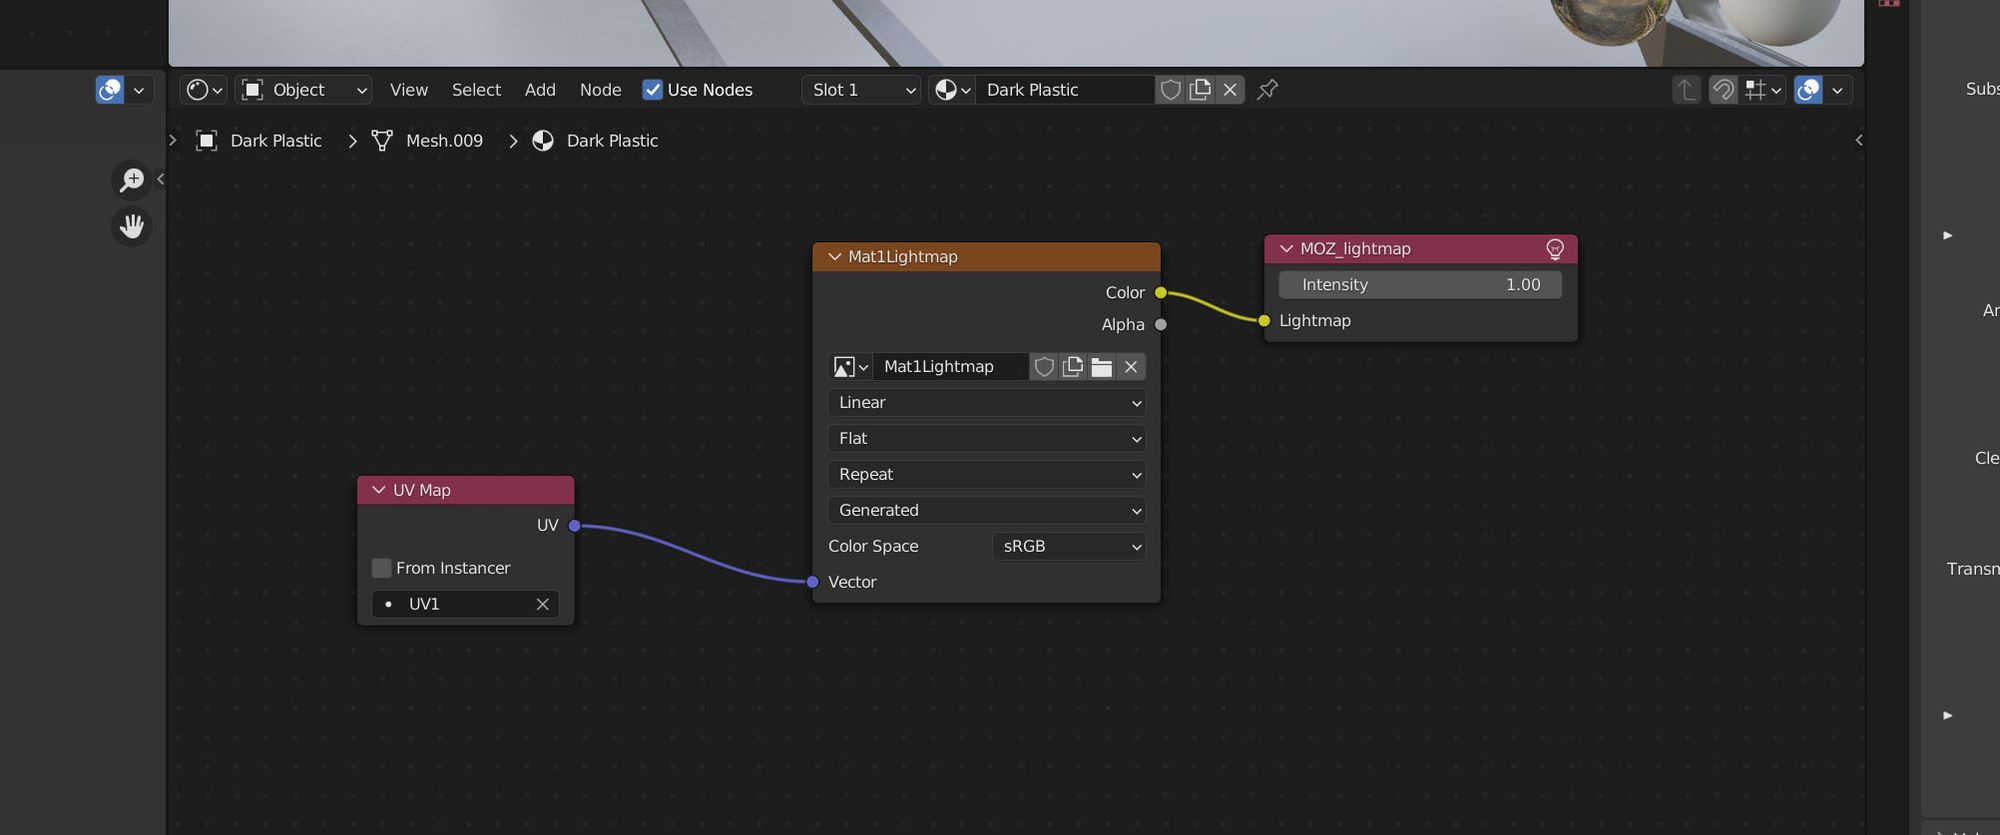 Object View Select Add Node Use Nodes Slot 1 Dark Plastic
Subs
Dark Plastic > Mesh.009 > Dark Plastic
Mat1Lightmap
Color
Alpha
Mat1Lightmap
Linear
Flat
Repeat
Generated
Color Space sRGB
Vector
MOZ_lightmap
Intensity 1.00
Lightmap
UV Map
UV
From Instancer
UV1
Ar
Cle
Transm